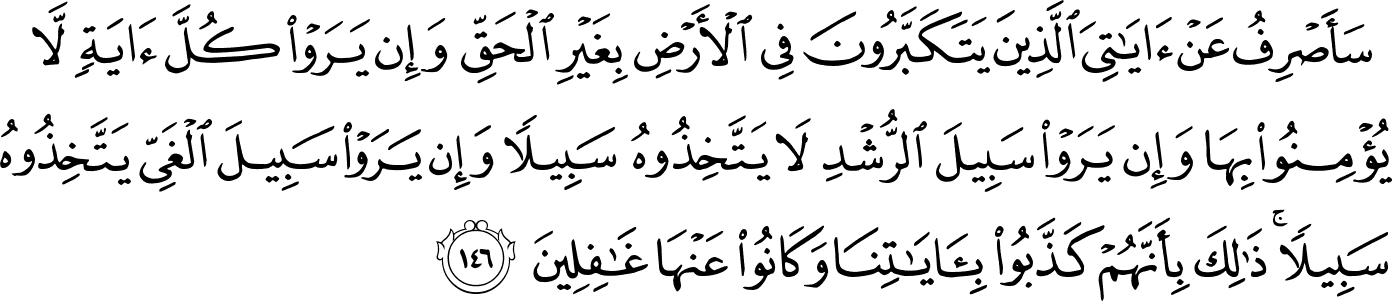 سَأَصْرِفُ عَنْ ءَايَـٰتِىَ ٱلَّذِينَ يَتَكَبَّرُونَ فِى ٱلْأَرْضِ بِغَيْرِ ٱلْحَقِّ وَإِن يَرَوْا۟ كُلَّ ءَايَةٍ لَّا
يُؤْمِنُوا۟ بِهَا وَإِن يَرَوْا۟ سَبِيلَ ٱلرُّشْدِ لَا يَتَّخِذُوهُ سَبِيلًا وَإِن يَرَوْا۟ سَبِيلَ ٱلْغَىِّ يَتَّخِذُوهُ
سَبِيلًا ۚ ذَٰلِكَ بِأَنَّهُمْ كَذَّبُوا۟ بِـَٔايَـٰتِنَا وَكَانُوا۟ عَنْهَا غَـٰفِلِينَ ١٤٦